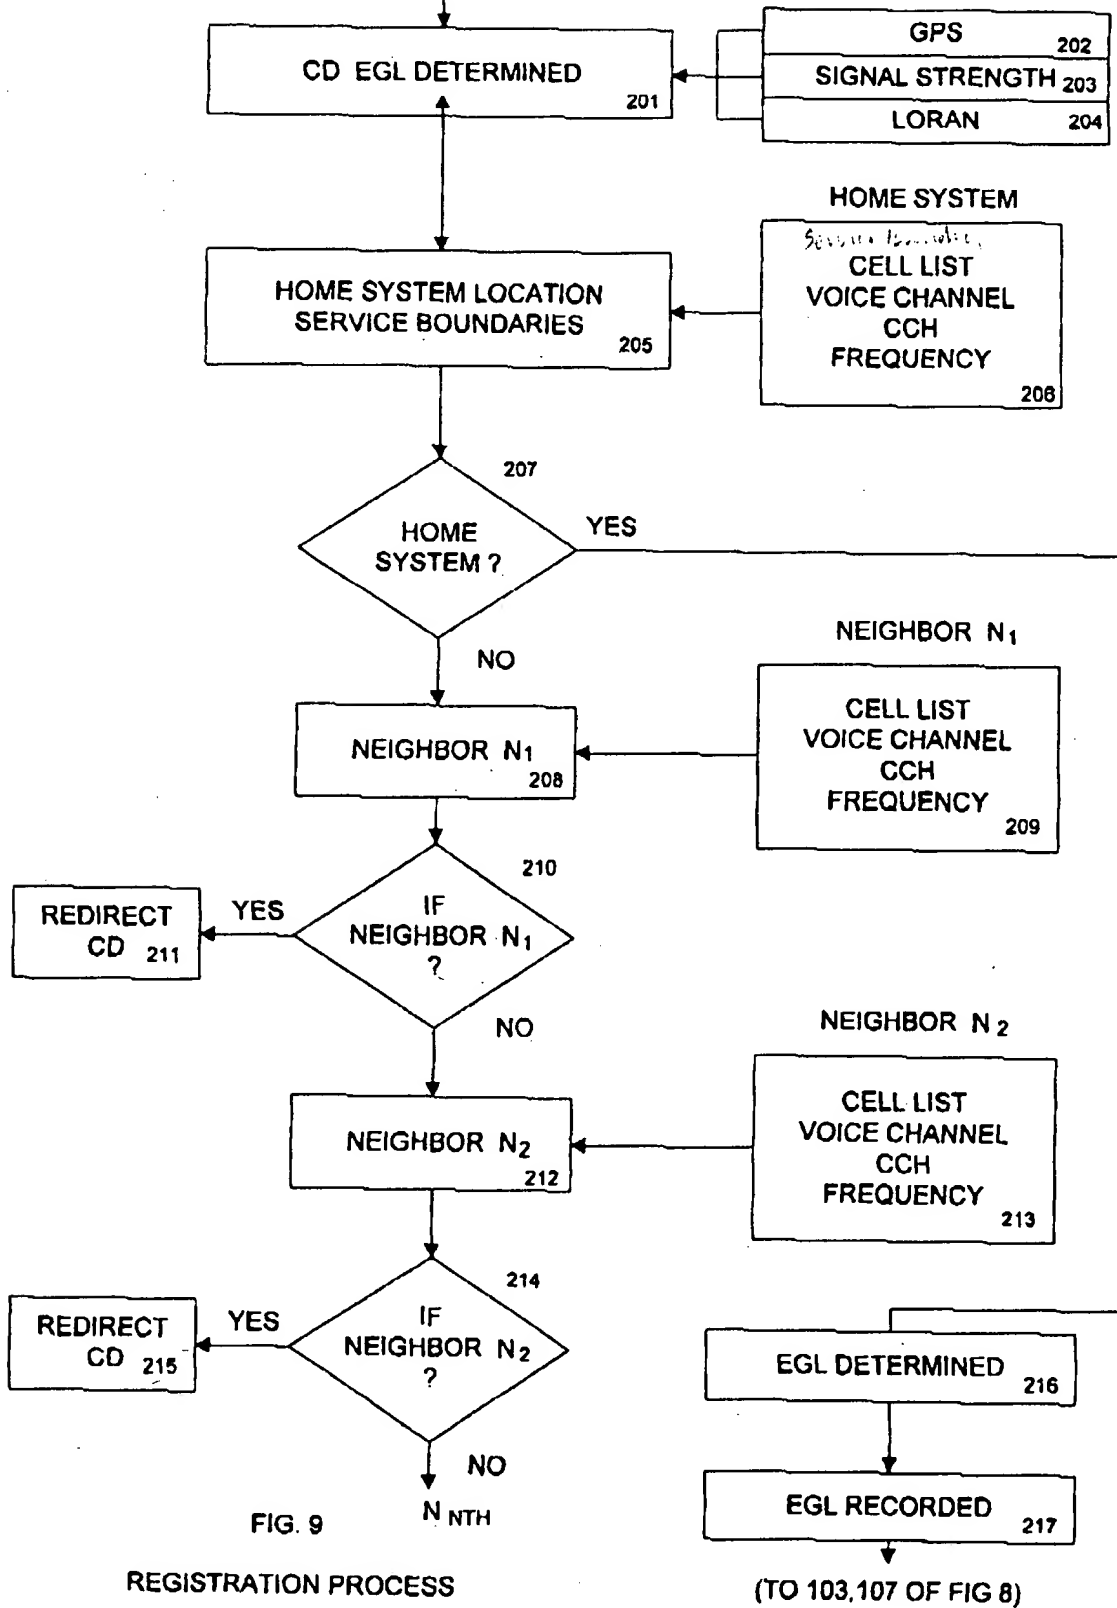 GPS
202
CD EGL DETERMINED
201
SIGNAL STRENGTH 203
LORAN 204
HOME SYSTEM
CELL LIST
VOICE CHANNEL
CCH
FREQUENCY
206
HOME SYSTEM LOCATION
SERVICE BOUNDARIES
205
207
HOME
SYSTEM ?
YES
NO
NEIGHBOR N1
CELL LIST
VOICE CHANNEL
CCH
FREQUENCY
209
NEIGHBOR N1
208
210
IF
NEIGHBOR N1
?
YES
REDIRECT
CD 211
NO
NEIGHBOR N2
CELL LIST
VOICE CHANNEL
CCH
FREQUENCY
213
NEIGHBOR N2
212
214
IF
NEIGHBOR N2
?
YES
REDIRECT
CD 215
NO
N NTH
EGL DETERMINED
216
EGL RECORDED
217
(TO 103,107 OF FIG 8)
FIG. 9
REGISTRATION PROCESS